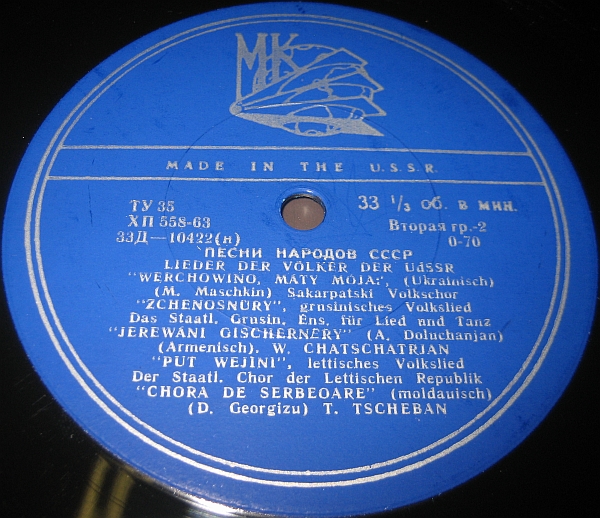 МК
MADE IN THE U.S.S.R.
ТУ 35
ХП 558-63
33Д—10422(н)
33 1/3 об. в мин.
Вторая гр.-2
0-70
ПЕСНИ НАРОДОВ СССР
LIEDER DER VÖLKER DER UdSSR
"WERCHOWINO, MATY MOJA:", (Ukrainisch)
(M. Maschkin) Sakarpatski Volkschor
"ZCHENOSNURY", grusinisches Volkslied
Das Staatl. Grusin. Ens. für Lied und Tanz
"JEREWANI GISCHERNERY" (A. Doluchanjan)
(Armenisch). W. CHATSCHATRJAN
"PUT WEJINI", lettisches Volkslied
Der Staatl. Chor der Lettischen Republik
"CHORA DE SERBEOARE" (moldauisch)
(D. Georgizu) T. TSCHEBAN